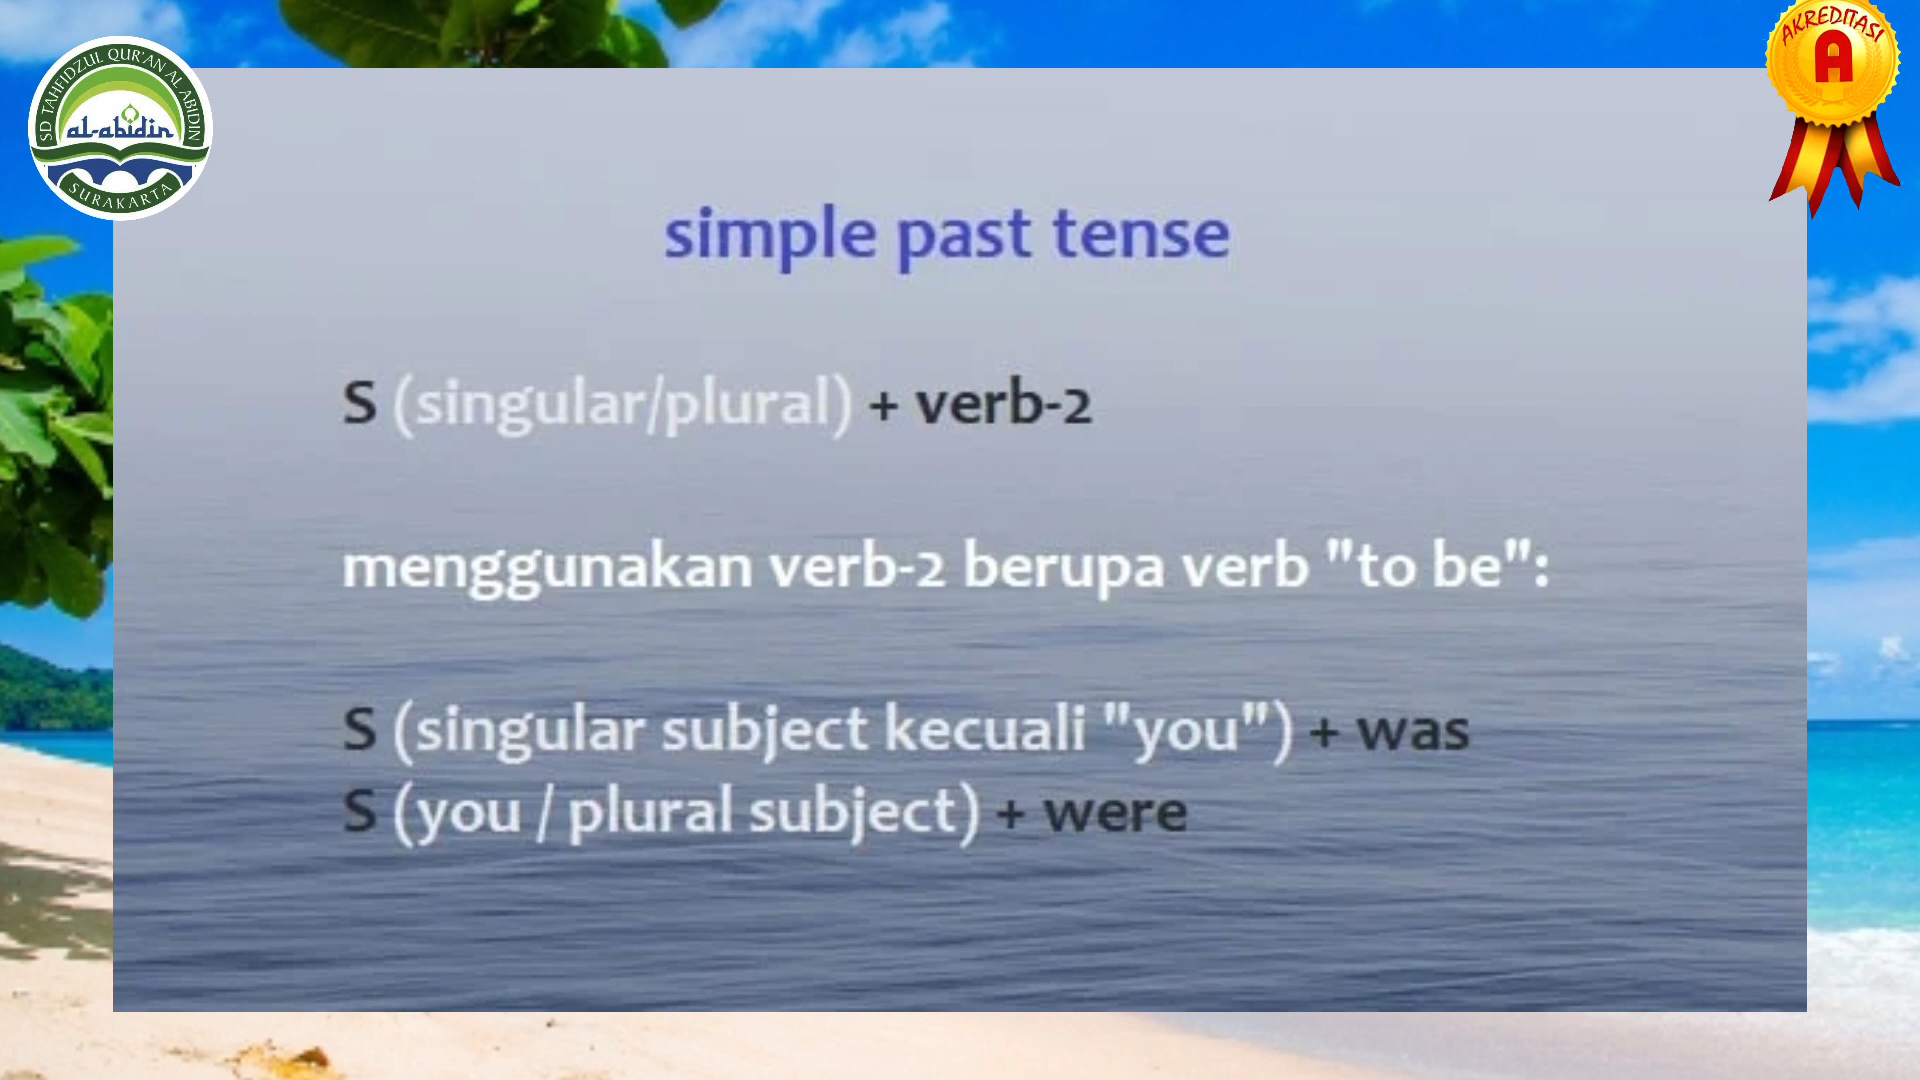 SD TAHFIDZUL QUR'AN AL ABIDIN
al-abidin
SURAKARTA
AKREDITASI
A
simple past tense
S (singular/plural) + verb-2
menggunakan verb-2 berupa verb "to be":
S (singular subject kecuali "you") + was
S (you / plural subject) + were